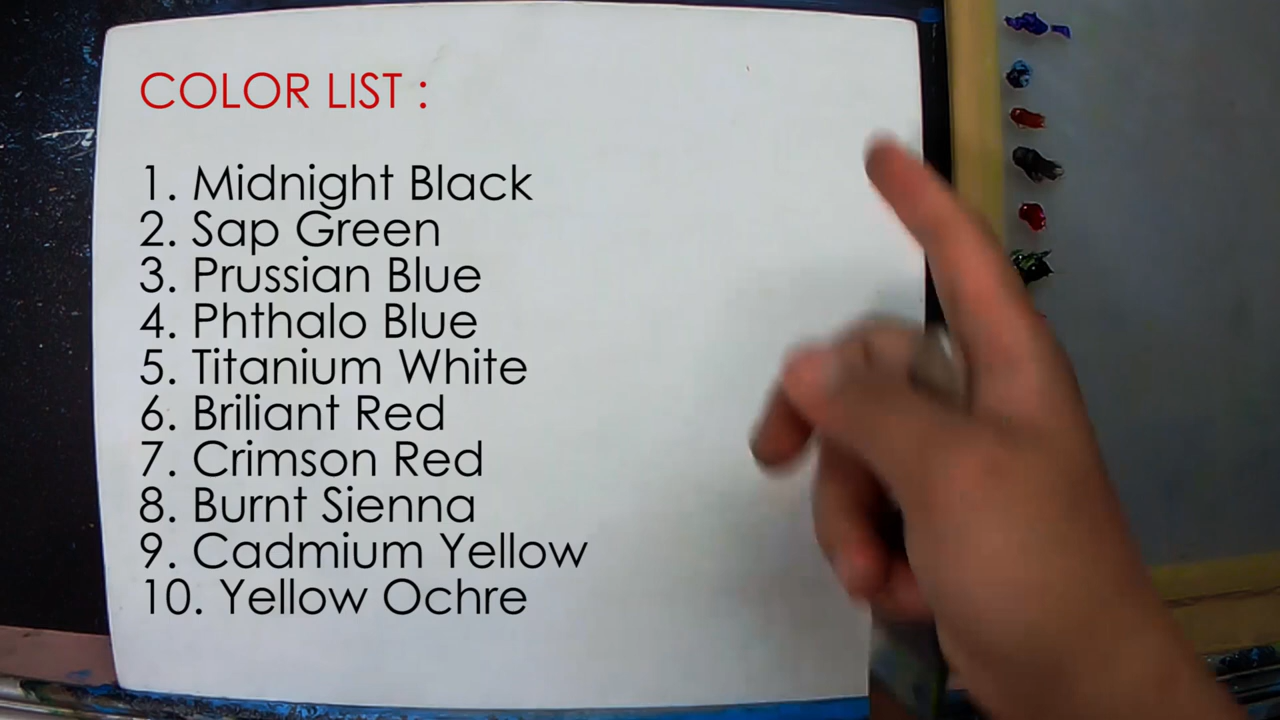 COLOR LIST :
1. Midnight Black
2. Sap Green
3. Prussian Blue
4. Phthalo Blue
5. Titanium White
6. Briliant Red
7. Crimson Red
8. Burnt Sienna
9. Cadmium Yellow
10. Yellow Ochre